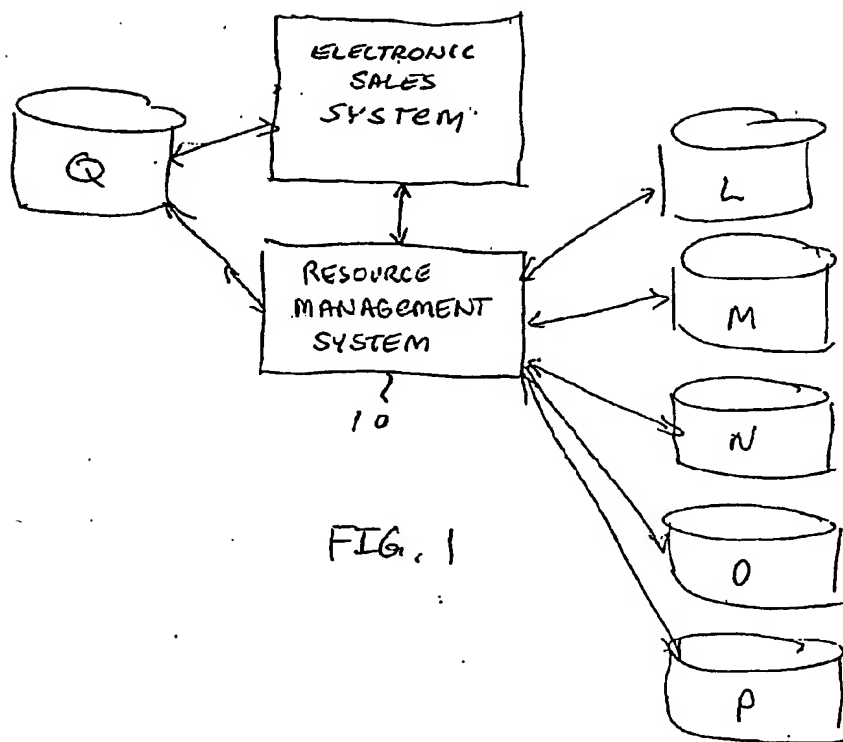 ELECTRONIC
SALES
SYSTEM
Q
L
RESOURCE
MANAGEMENT
SYSTEM
M
10
N
FIG. 1
O
P